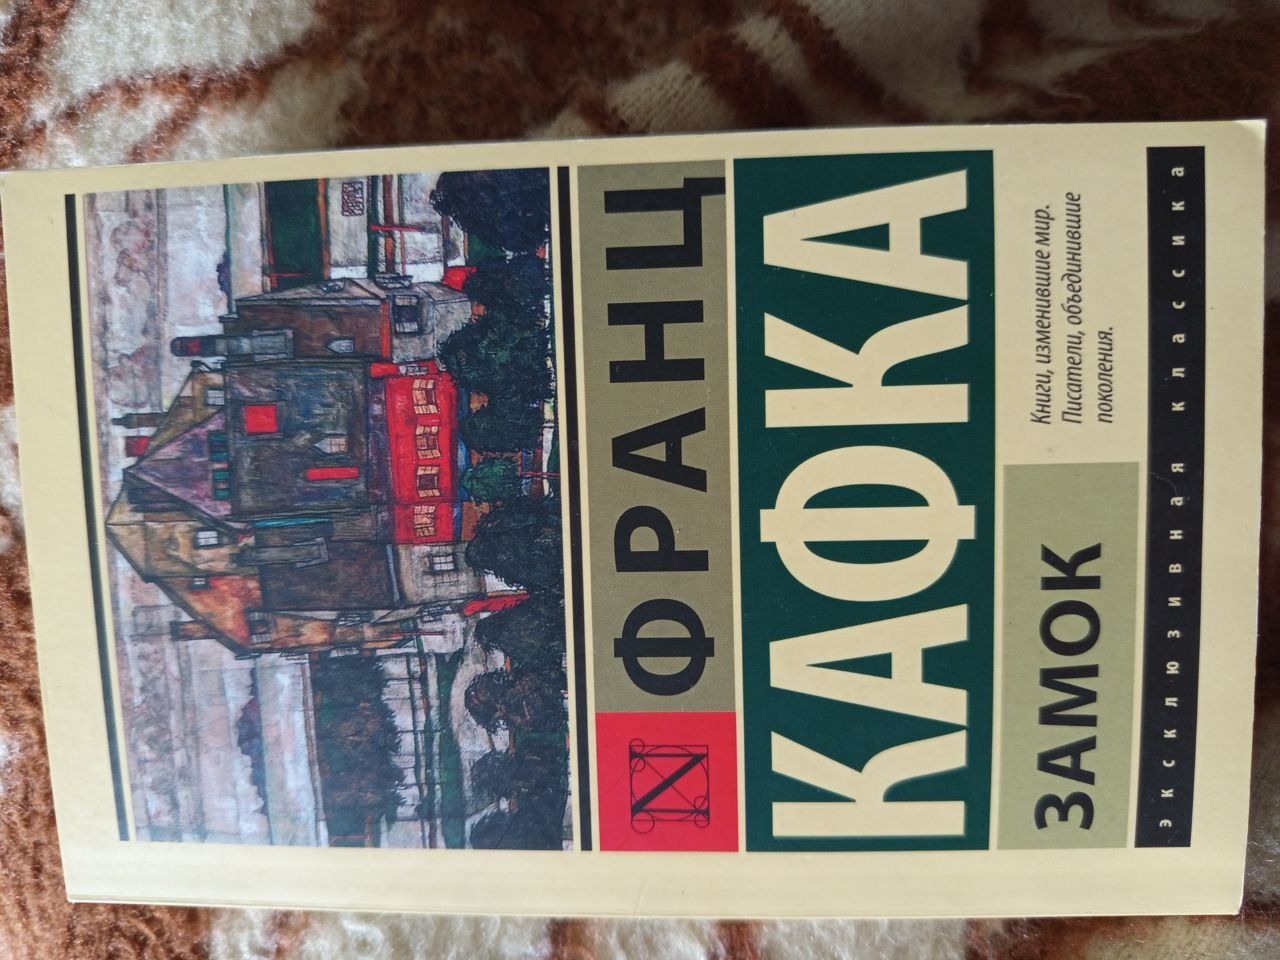 ФРАНЦ
КАФКА
ЗАМОК
Книги, изменившие мир.
Писатели, объединившие
поколения.
эксклюзивная классика